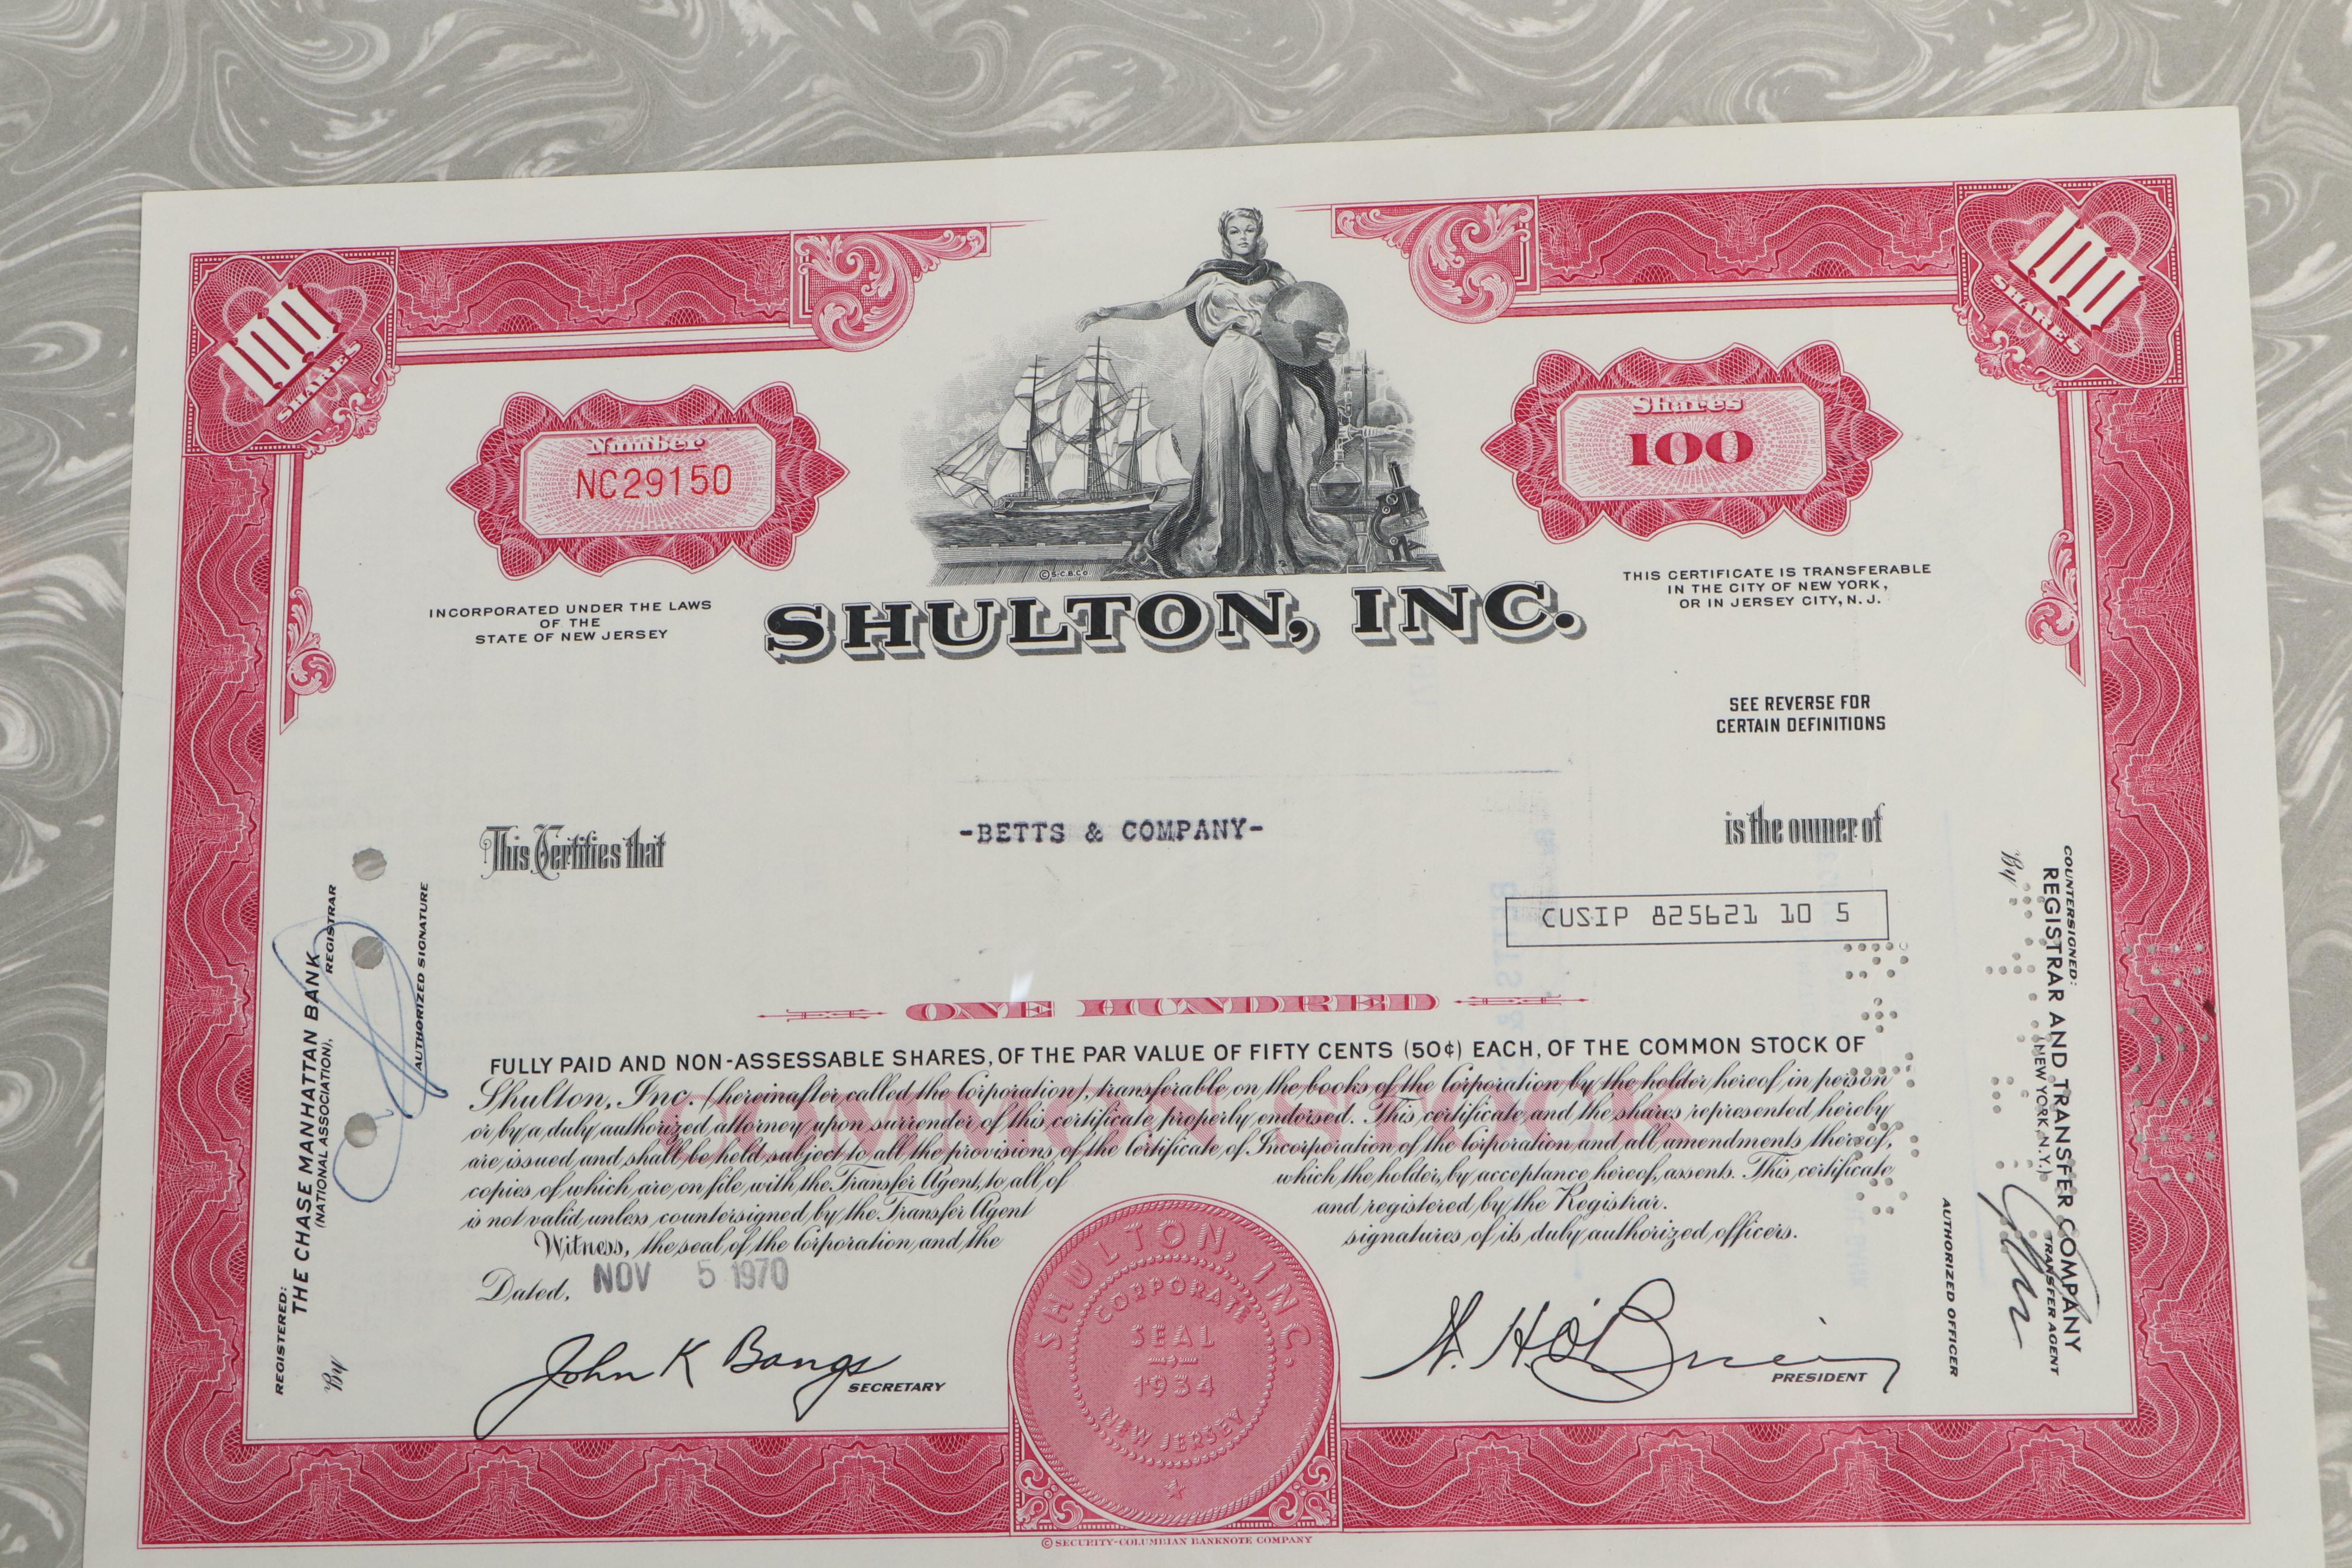 100
SHARES
100
SHARES
Number
NC29150
Shares
100
© S-C.B.CO.
INCORPORATED UNDER THE LAWS
OF THE
STATE OF NEW JERSEY
SHULTON, INC.
THIS CERTIFICATE IS TRANSFERABLE
IN THE CITY OF NEW YORK,
OR IN JERSEY CITY, N. J.
SEE REVERSE FOR
CERTAIN DEFINITIONS
This Certifies that
-BETTS & COMPANY-
is the owner of
CUSIP 825621 10 5
ONE HUNDRED
FULLY PAID AND NON-ASSESSABLE SHARES, OF THE PAR VALUE OF FIFTY CENTS (50¢) EACH, OF THE COMMON STOCK OF
Shulton, Inc. (hereinafter called the Corporation), transferable on the books of the Corporation by the holder hereof in person
or by a duly authorized attorney upon surrender of this certificate properly endorsed. This certificate and the shares represented hereby
are issued and shall be held subject to all the provisions of the Certificate of Incorporation of the Corporation and all amendments thereof,
copies of which are on file with the Transfer Agent, to all of which the holder, by acceptance hereof, assents. This certificate
is not valid unless countersigned by the Transfer Agent and registered by the Registrar.
Witness, the seal of the Corporation and the signatures of its duly authorized officers.
COMMON STOCK
Dated, NOV 5 1970
John K Bangs
SECRETARY
PRESIDENT
SHULTON, INC.
CORPORATE
SEAL
1934
NEW JERSEY
REGISTERED:
THE CHASE MANHATTAN BANK
(NATIONAL ASSOCIATION),
REGISTRAR
By
AUTHORIZED SIGNATURE
COUNTERSIGNED:
REGISTRAR AND TRANSFER COMPANY
(NEW YORK, N.Y.)
TRANSFER AGENT
By
AUTHORIZED OFFICER
© SECURITY-COLUMBIAN BANKNOTE COMPANY